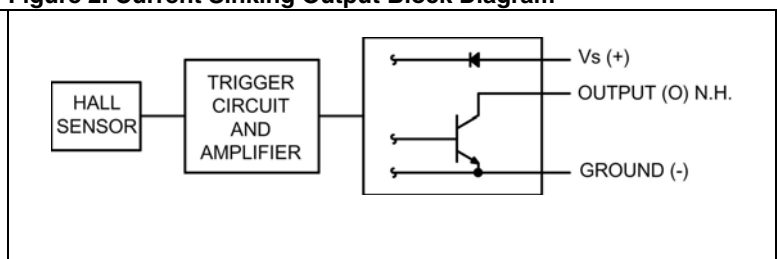 Figure 2. Current Sinking Output Block Diagram
HALL
SENSOR
TRIGGER
CIRCUIT
AND
AMPLIFIER
Vs (+)
OUTPUT (O) N.H.
GROUND (-)